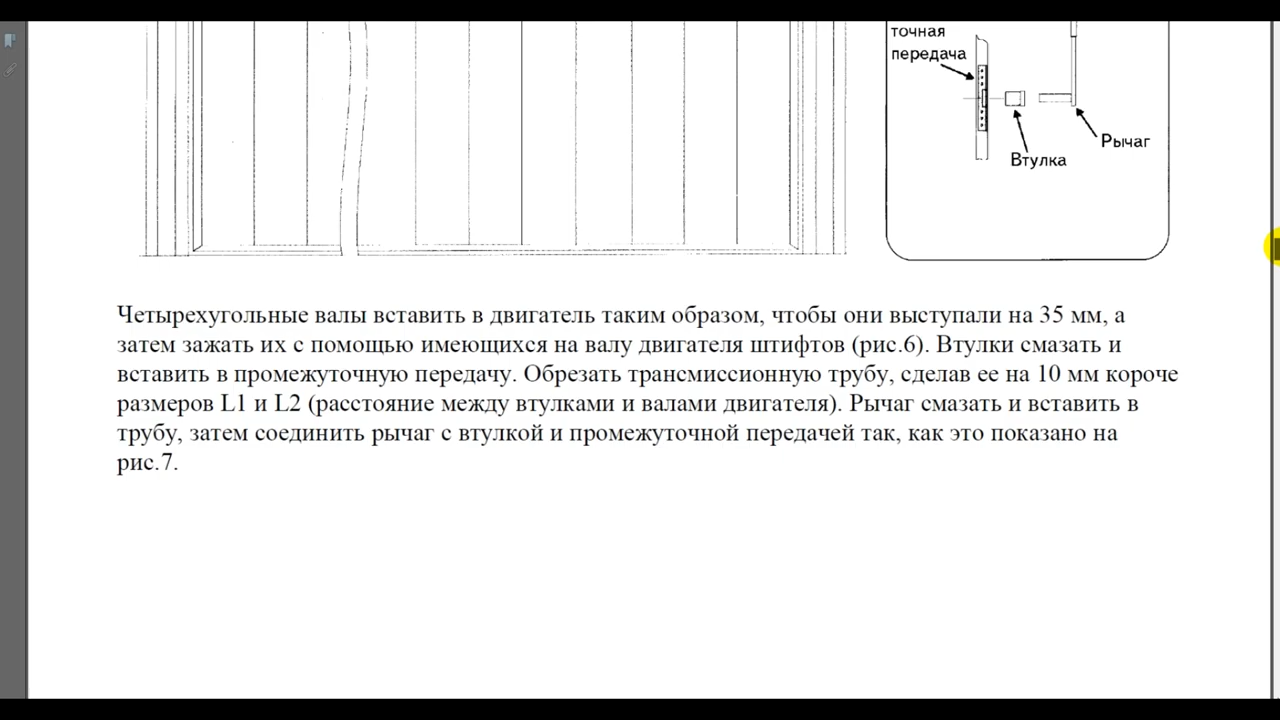 точная
передача
Рычаг
Втулка
Четырехугольные валы вставить в двигатель таким образом, чтобы они выступали на 35 мм, а
затем зажать их с помощью имеющихся на валу двигателя штифтов (рис.6). Втулки смазать и
вставить в промежуточную передачу. Обрезать трансмиссионную трубу, сделав ее на 10 мм короче
размеров L1 и L2 (расстояние между втулками и валами двигателя). Рычаг смазать и вставить в
трубу, затем соединить рычаг с втулкой и промежуточной передачей так, как это показано на
рис.7.